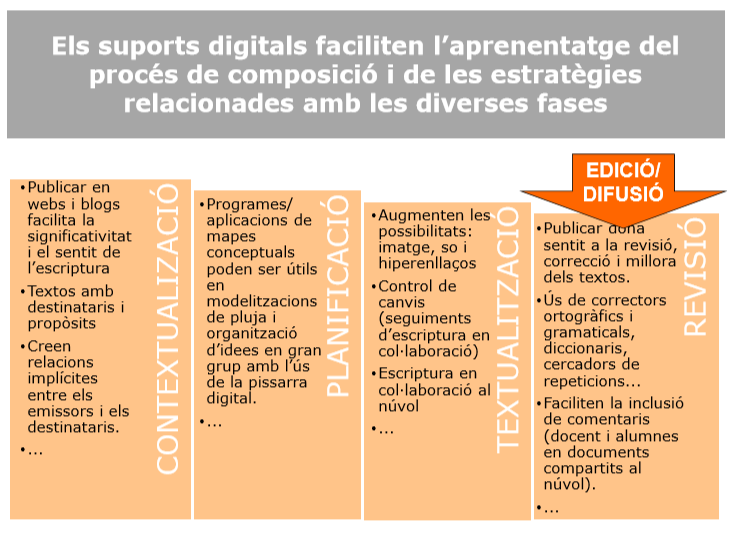 Els suports digitals faciliten l’aprenentatge del
procés de composició i de les estratègies
relacionades amb les diverses fases
•Publicar en
webs i blogs
facilita la
significativitat
i el sentit de
l’escriptura
•Textos amb
destinataris i
propòsits
•Creen
relacions
implícites
entre els
emissors i els
destinataris.
•...
CONTEXTUALIZACIÓ
•Programes/
aplicacions de
mapes
conceptuals
poden ser útils
en
modelitzacions
de pluja i
organització
d’idees en gran
grup amb l’ús
de la pissarra
digital.
•...
PLANIFICACIÓ
•Augmenten les
possibilitats:
imatge, so i
hiperenllaços
•Control de
canvis
(seguiments
d’escriptura en
col·laboració)
•Escriptura en
col·laboració al
núvol
•...
TEXTUALITZACIÓ
EDICIÓ/
DIFUSIÓ
•Publicar dona
sentit a la revisió,
correcció i millora
dels textos.
•Ús de correctors
ortogràfics i
gramaticals,
diccionaris,
cercadors de
repeticions...
•Faciliten la inclusió
de comentaris
(docent i alumnes
en documents
compartits al
núvol).
•...
REVISIÓ